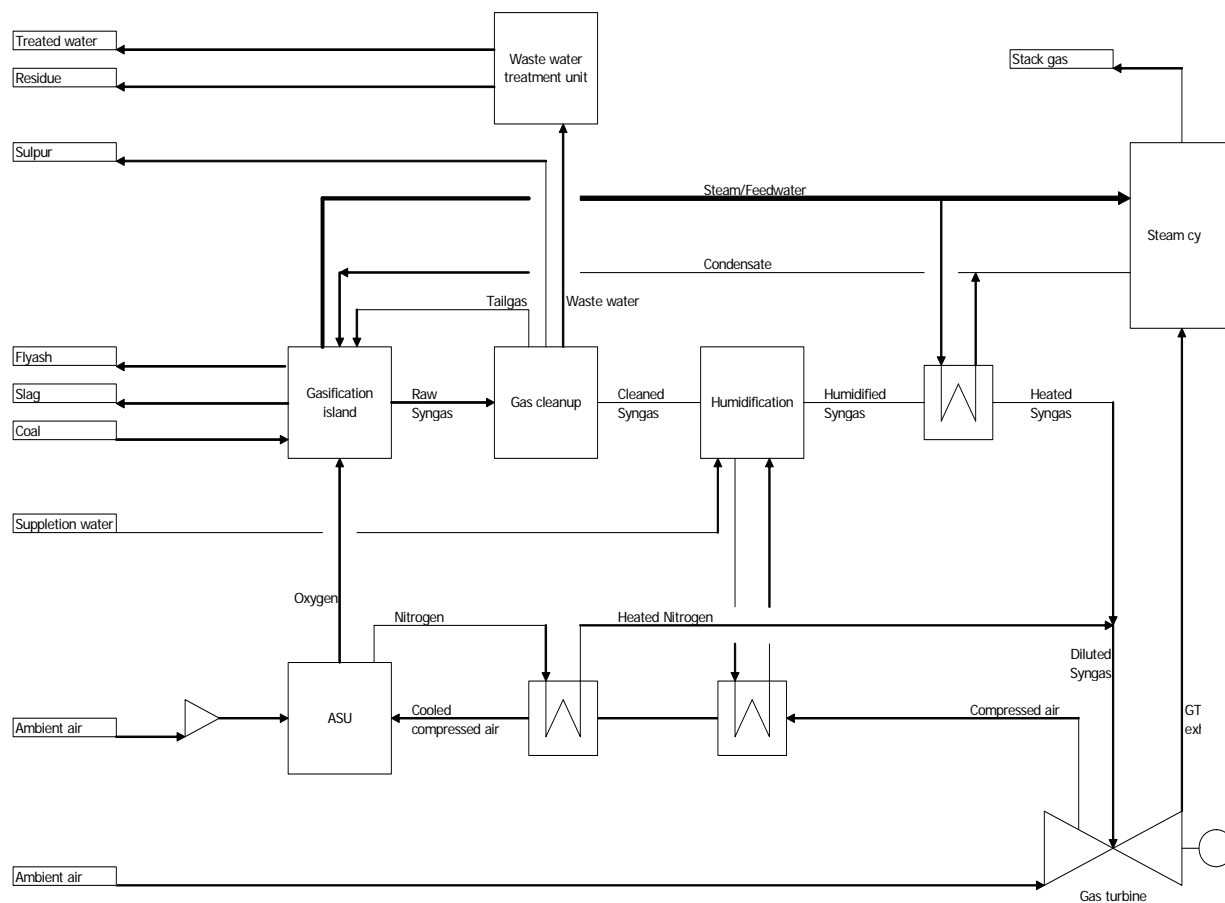 Treated water
Waste water
treatment unit
Stack gas
Residue
Sulpur
Steam/Feedwater
Steam cy
Condensate
Tailgas
Waste water
Flyash
Slag
Coal
Gasification
island
Raw
Syngas
Gas cleanup
Cleaned
Syngas
Humidification
Humidified
Syngas
Heated
Syngas
Suppletion water
Oxygen
Nitrogen
Heated Nitrogen
Diluted
Syngas
Ambient air
ASU
Cooled
compressed air
Compressed air
GT
Ambient air
Gas turbine